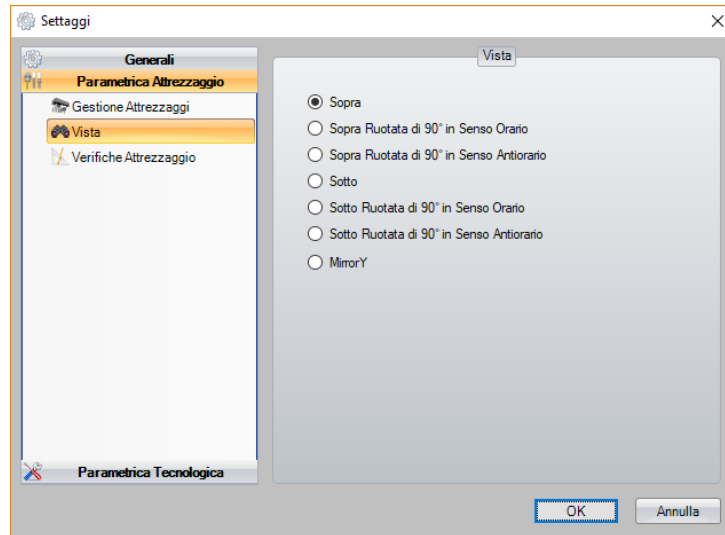 Settaggi
Generali
Parametrica Attrezzaggio
Gestione Attrezzaggi
Vista
Verifiche Attrezzaggio
Parametrica Tecnologica
Vista
Sopra
Sopra Ruotata di 90° in Senso Orario
Sopra Ruotata di 90° in Senso Antiorario
Sotto
Sotto Ruotata di 90° in Senso Orario
Sotto Ruotata di 90° in Senso Antiorario
MirrorY
OK
Annulla